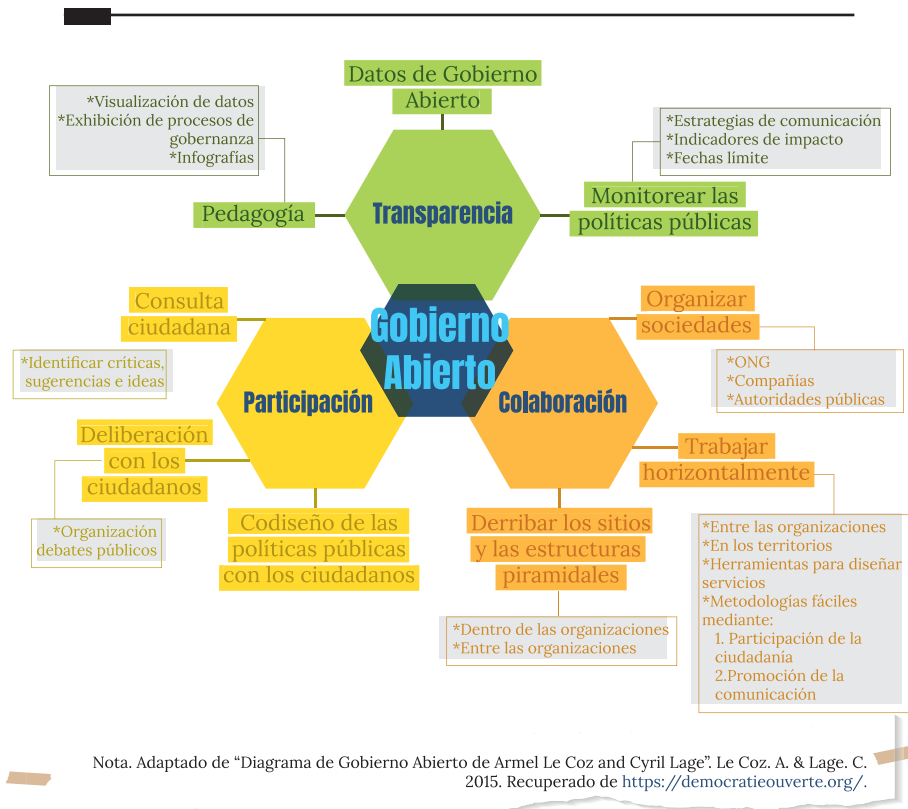 Datos de Gobierno
Abierto
*Visualización de datos
*Exhibición de procesos de
gobernanza
*Infografías
*Estrategias de comunicación
*Indicadores de impacto
*Fechas límite
Pedagogía
Transparencia
Monitorear las
políticas públicas
Gobierno
Abierto
Consulta
ciudadana
*Identificar críticas,
sugerencias e ideas
Participación
Deliberación
con los
ciudadanos
*Organización
debates públicos
Codiseño de las
políticas públicas
con los ciudadanos
Colaboración
Organizar
sociedades
*ONG
*Compañías
*Autoridades públicas
Trabajar
horizontalmente
*Entre las organizaciones
*En los territorios
*Herramientas para diseñar
servicios
*Metodologías fáciles
mediante:
1. Participación de la
ciudadanía
2.Promoción de la
comunicación
Derribar los sitios
y las estructuras
piramidales
*Dentro de las organizaciones
*Entre las organizaciones
Nota. Adaptado de “Diagrama de Gobierno Abierto de Armel Le Coz and Cyril Lage”. Le Coz. A. & Lage. C.
2015. Recuperado de https://democratieouverte.org/.